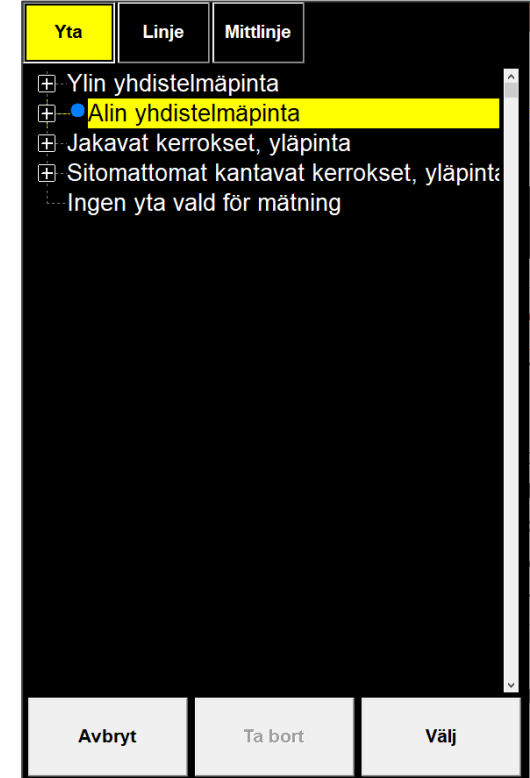 Yta Linje Mittlinje
Ylin yhdistelmäpinta
Alin yhdistelmäpinta
Jakavat kerrokset, yläpinta
Sitomattomat kantavat kerrokset, yläpinta
Ingen yta vald för mätning
Avbryt Ta bort Välj